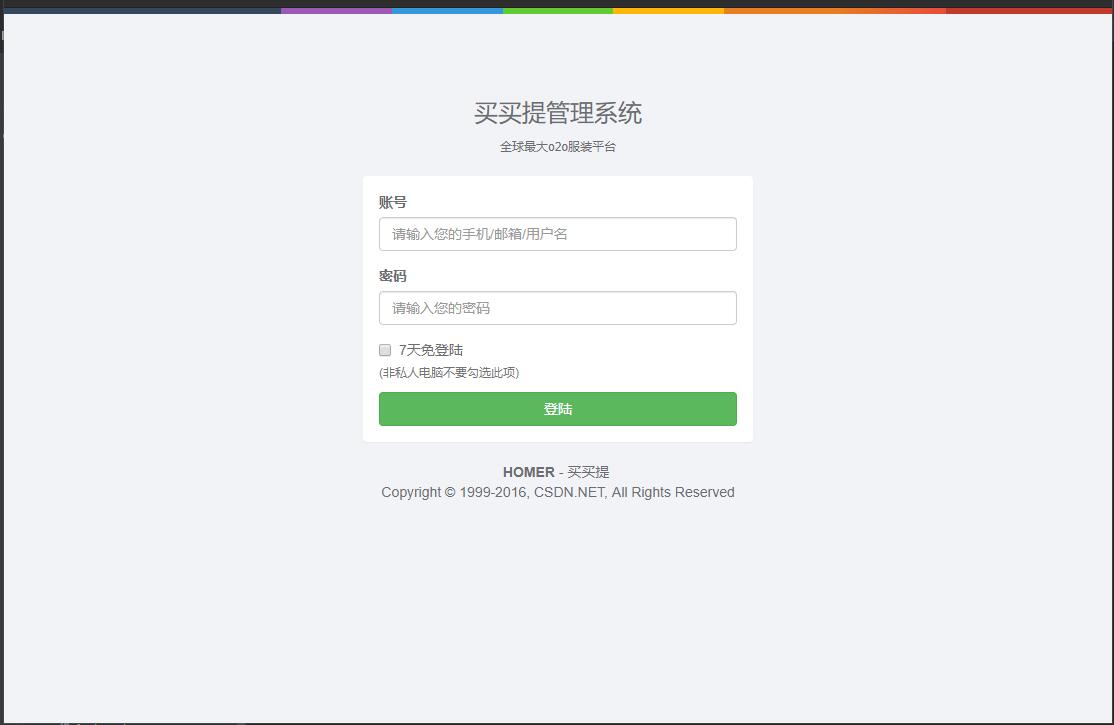 买买提管理系统
全球最大o2o服装平台
账号
请输入您的手机/邮箱/用户名
密码
请输入您的密码
7天免登陆
(非私人电脑不要勾选此项)
登陆
HOMER - 买买提
Copyright © 1999-2016, CSDN.NET, All Rights Reserved